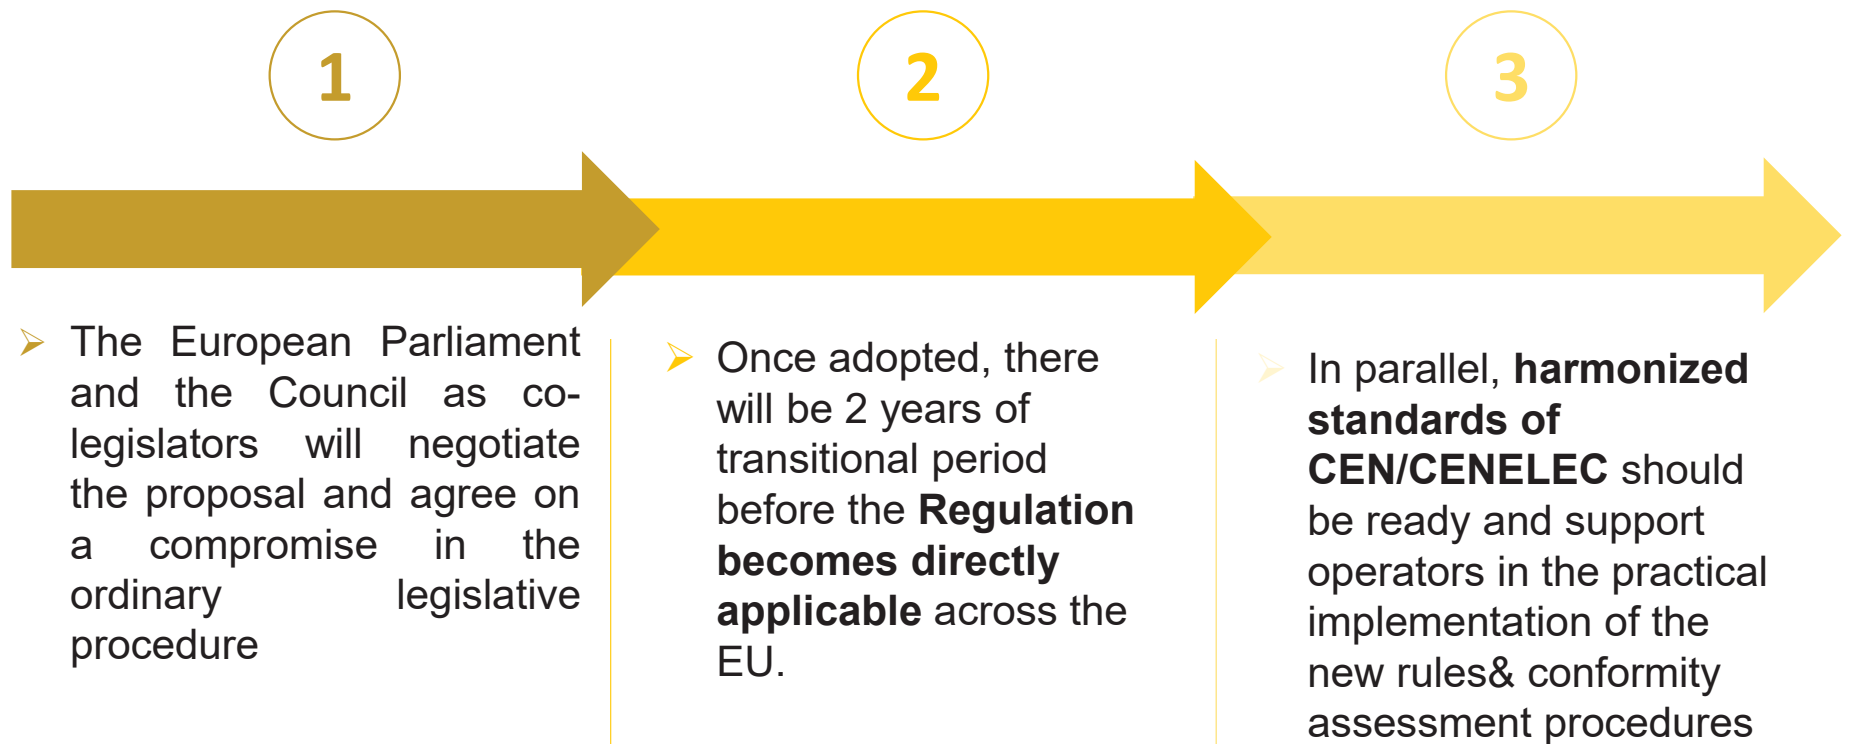 1
The European Parliament
and the Council as co-
legislators will negotiate
the proposal and agree on
a compromise in the
ordinary legislative
procedure
2
Once adopted, there
will be 2 years of
transitional period
before the Regulation
becomes directly
applicable across the
EU.
3
In parallel, harmonized
standards of
CEN/CENELEC should
be ready and support
operators in the practical
implementation of the
new rules& conformity
assessment procedures